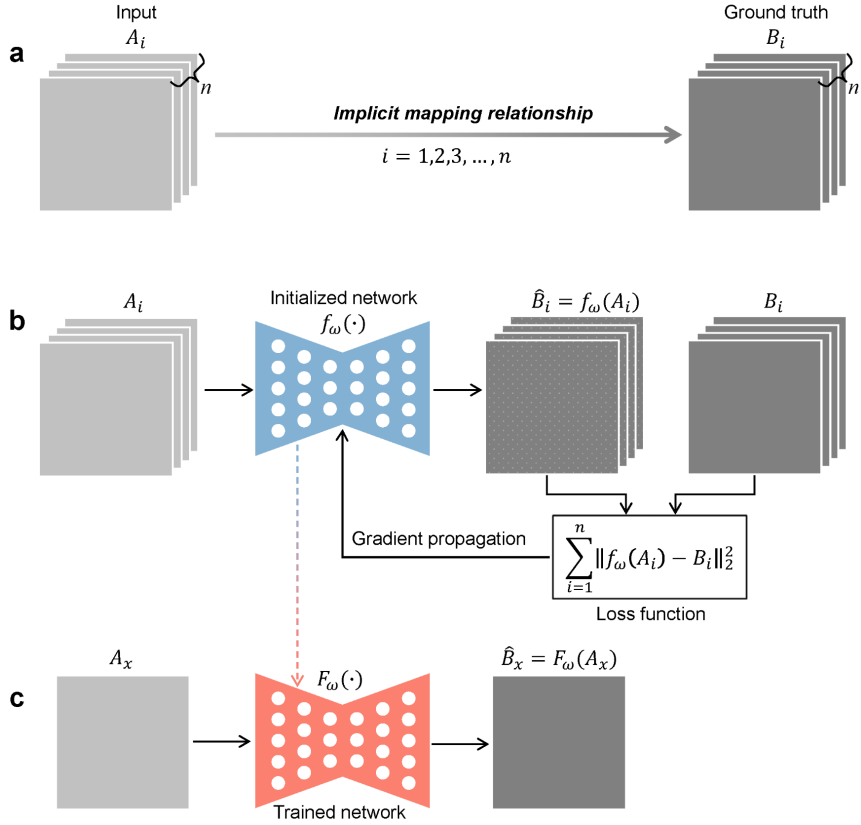 Input
Ground truth
A_i
B_i
a
n
n
Implicit mapping relationship
i = 1,2,3, ..., n
b
A_i
Initialized network
f_ω(·)
B̂_i = f_ω(A_i)
B_i
Gradient propagation
∑_{i=1}^{n} ‖f_ω(A_i) − B_i‖_2^2
Loss function
c
A_x
F_ω(·)
B̂_x = F_ω(A_x)
Trained network